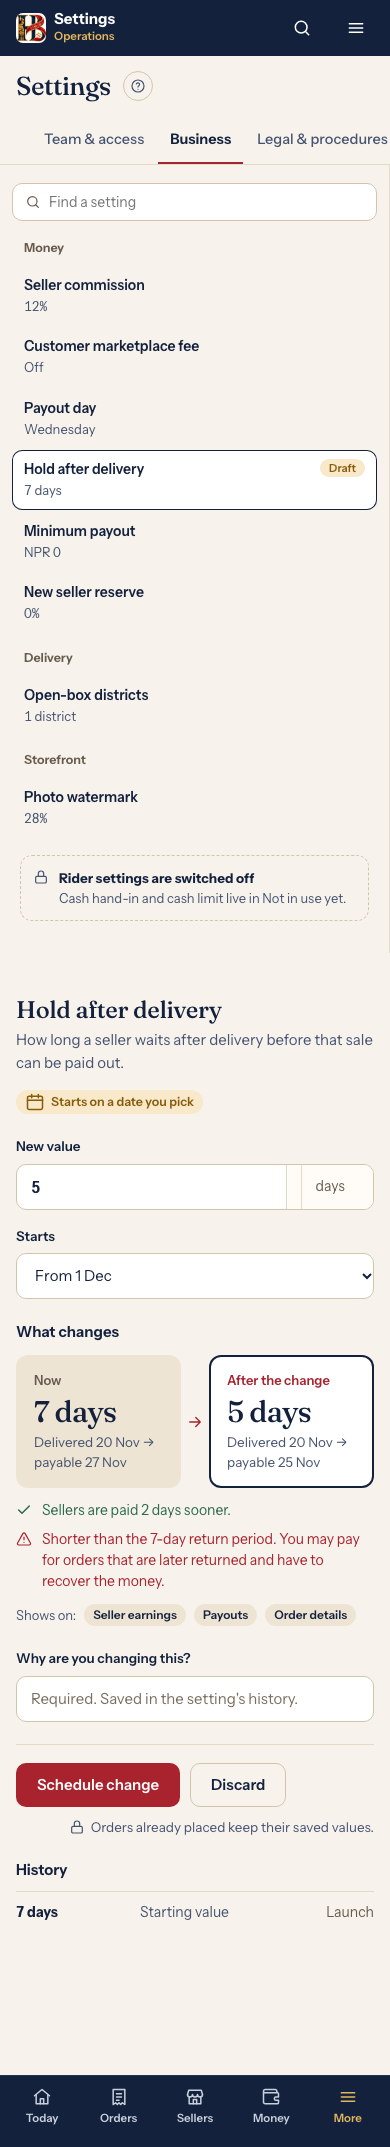 Settings
Operations
Settings
Team & access
Business
Legal & procedures
Find a setting
Money
Seller commission
12%
Customer marketplace fee
Off
Payout day
Wednesday
Hold after delivery
Draft
7 days
Minimum payout
NPR 0
New seller reserve
0%
Delivery
Open-box districts
1 district
Storefront
Photo watermark
28%
Rider settings are switched off
Cash hand-in and cash limit live in Not in use yet.
Hold after delivery
How long a seller waits after delivery before that sale
can be paid out.
Starts on a date you pick
New value
5
days
Starts
From 1 Dec
What changes
Now
7 days
Delivered 20 Nov →
payable 27 Nov
→
After the change
5 days
Delivered 20 Nov →
payable 25 Nov
Sellers are paid 2 days sooner.
Shorter than the 7-day return period. You may pay
for orders that are later returned and have to
recover the money.
Shows on:
Seller earnings
Payouts
Order details
Why are you changing this?
Required. Saved in the setting's history.
Schedule change
Discard
Orders already placed keep their saved values.
History
7 days
Starting value
Launch
Today
Orders
Sellers
Money
More